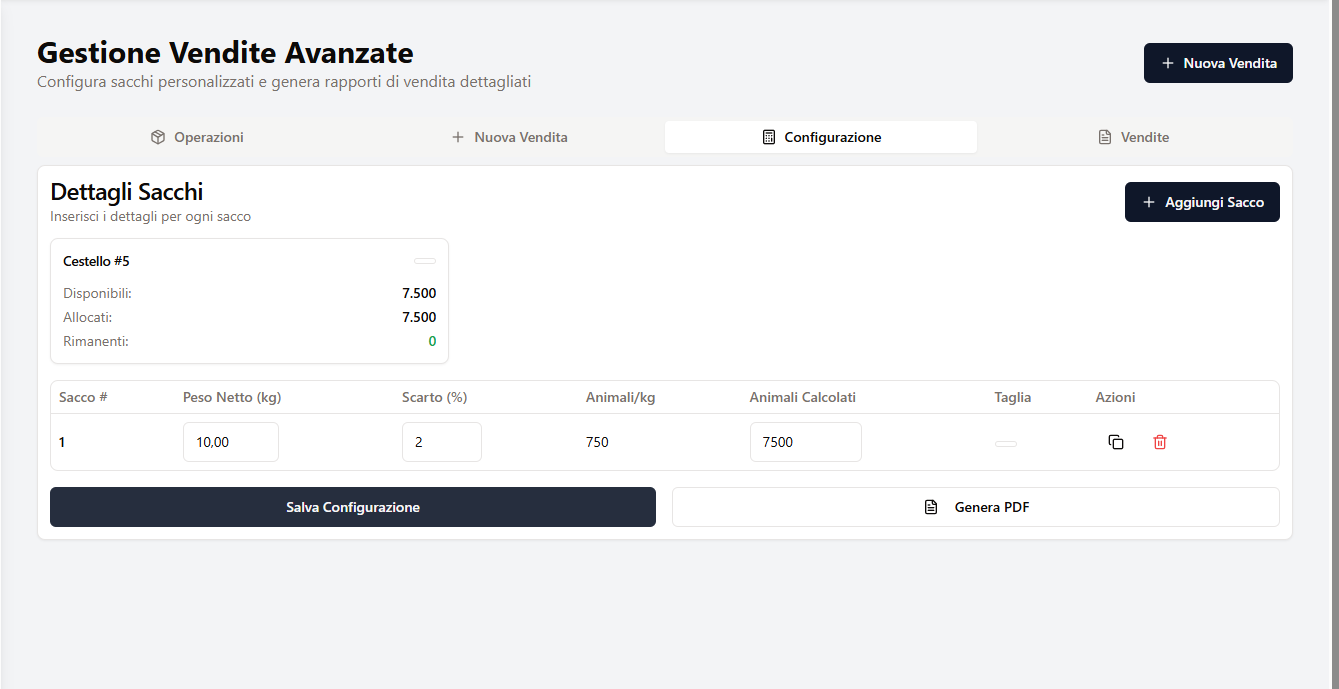 Gestione Vendite Avanzate
Configura sacchi personalizzati e genera rapporti di vendita dettagliati
Nuova Vendita
Operazioni
Nuova Vendita
Configurazione
Vendite
Dettagli Sacchi
Inserisci i dettagli per ogni sacco
Aggiungi Sacco
Cestello #5
Disponibili: 7.500
Allocati: 7.500
Rimanenti: 0
Sacco # Peso Netto (kg) Scarto (%) Animali/kg Animali Calcolati Taglia Azioni
1 10,00 2 750 7500
Salva Configurazione
Genera PDF